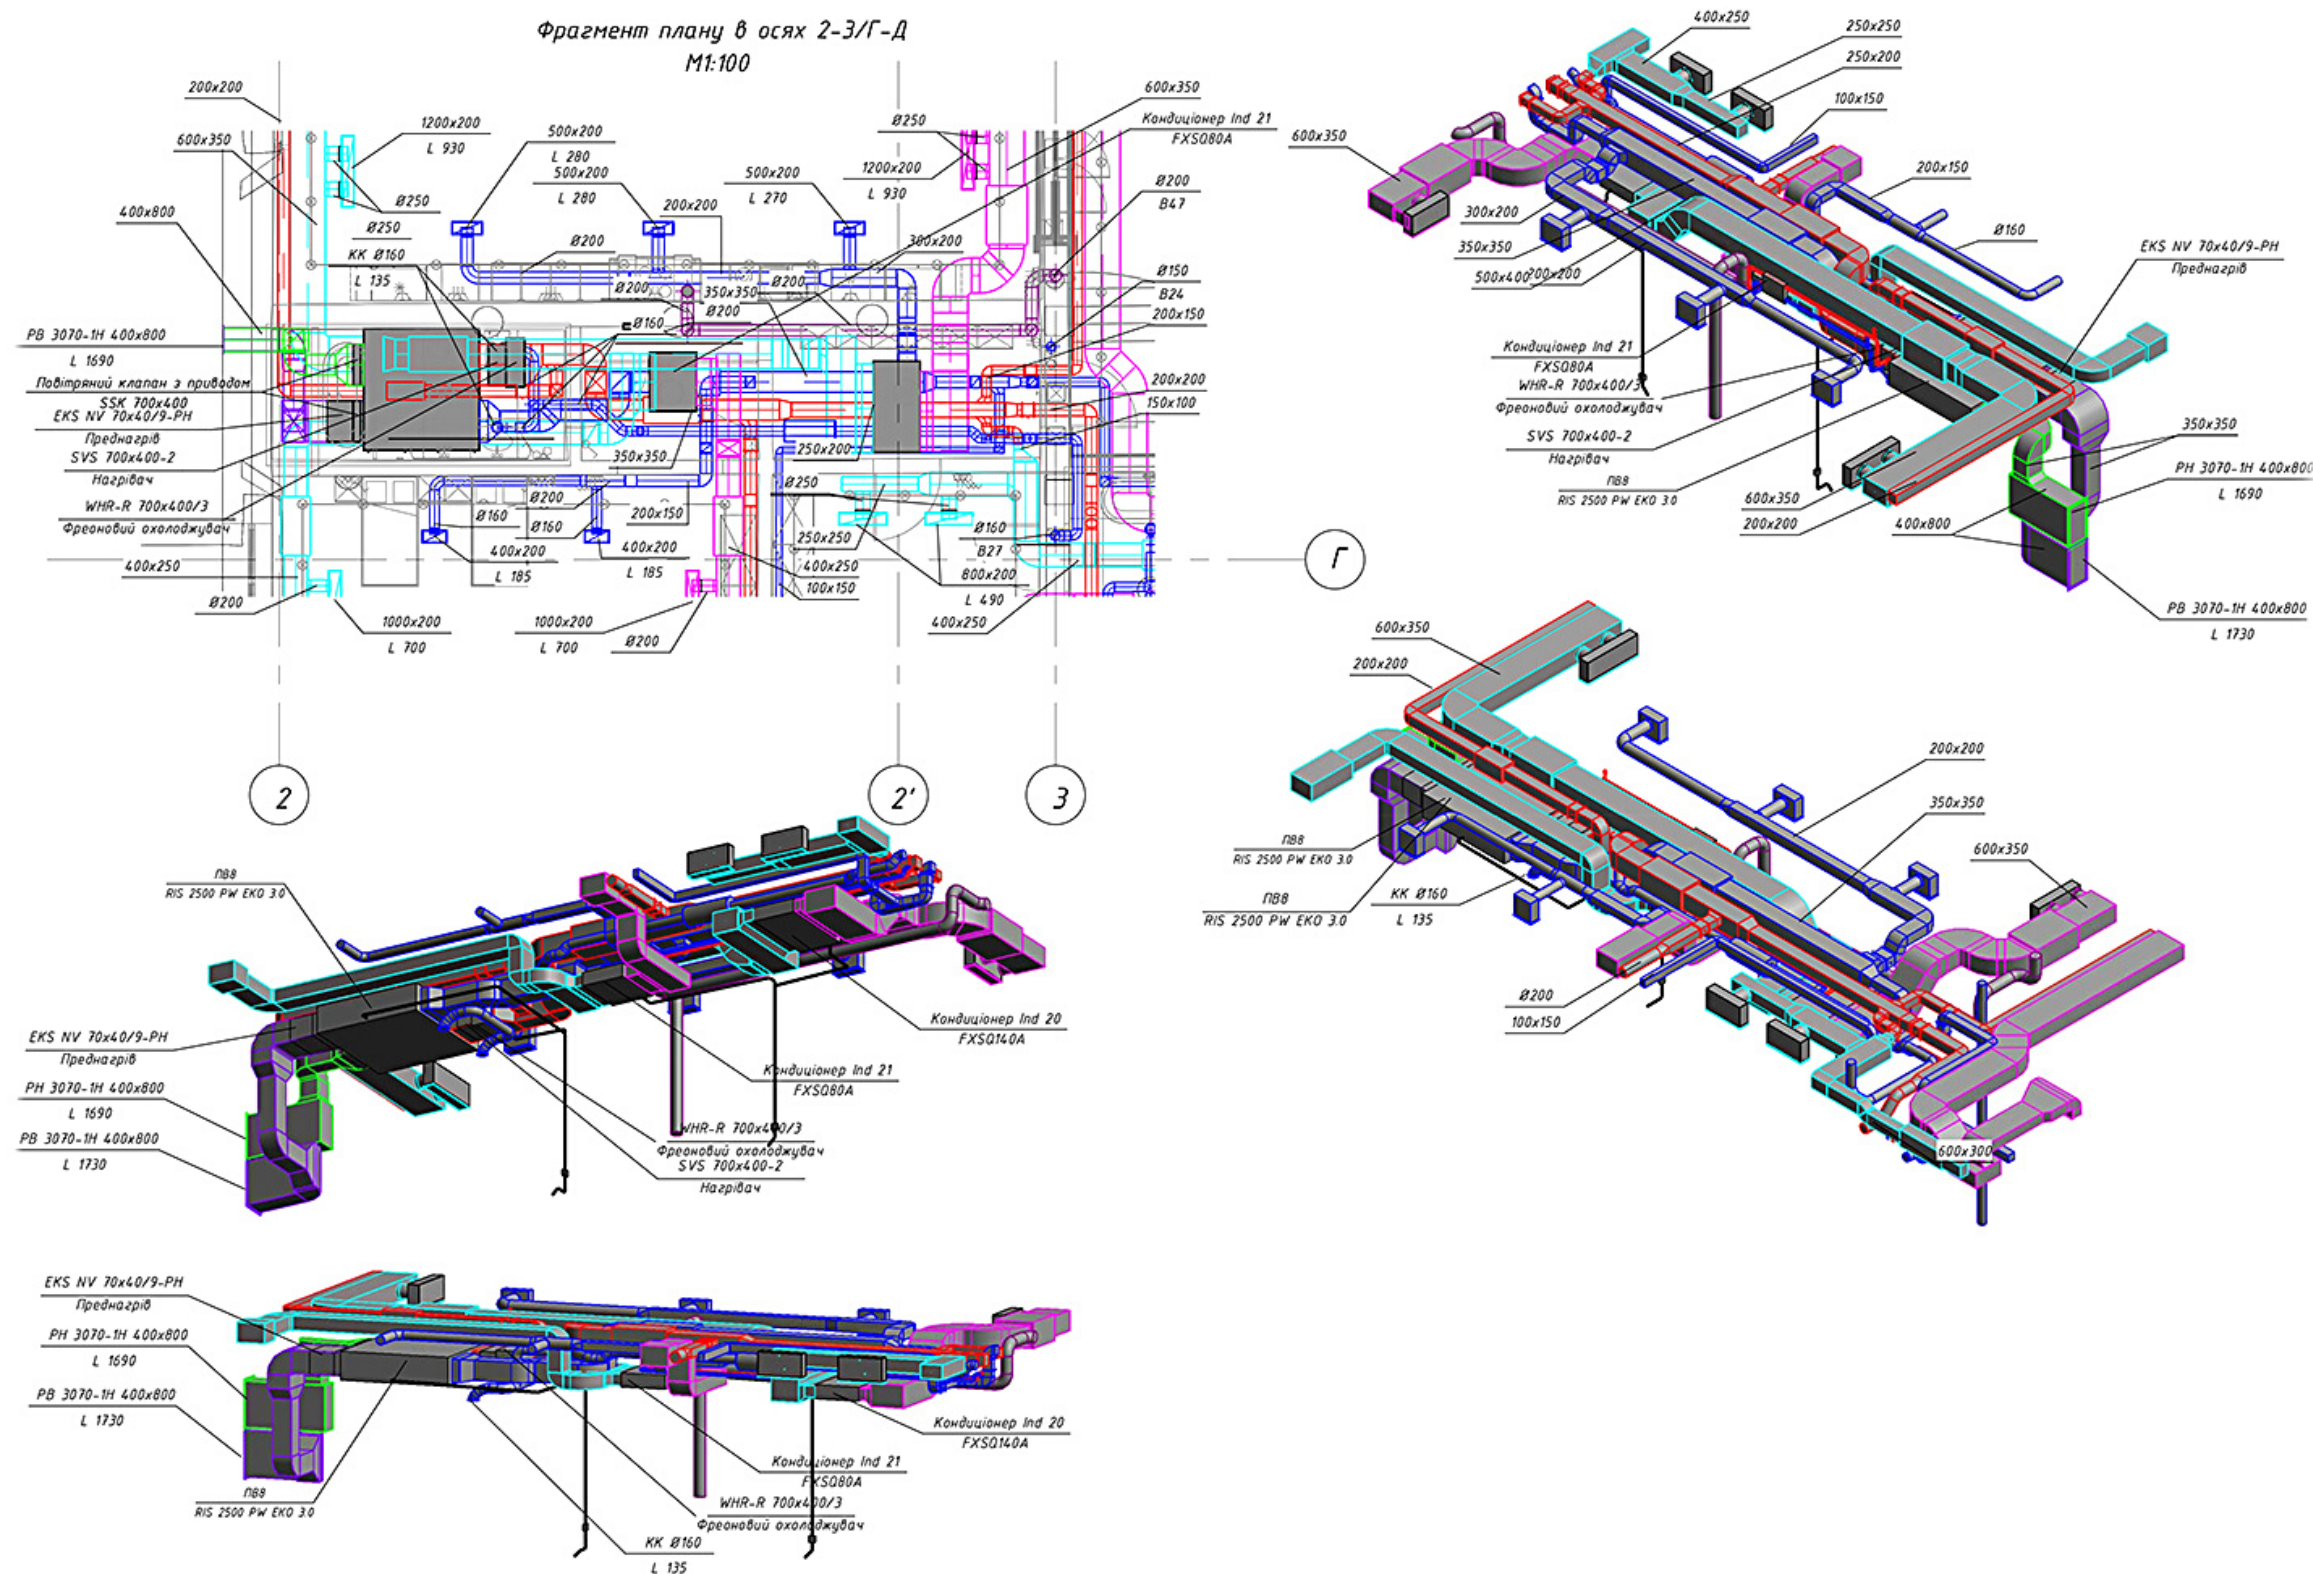 Фрагмент плану в осях 2-3/Г-Д
М1:100
200x200
600x350
1200x200
L 930
500x200
L 280
500x200
L 280
500x200
L 270
Ø250
1200x200
L 930
600x350
Кондиціонер Ind 21
FXSQ80A
Ø200
В47
400x800
Ø250
Ø250
КК Ø160
L 135
Ø200
200x200
300x200
Ø200
350x350
Ø200
Ø200
Ø160
Ø150
В24
200x150
РВ 3070-1Н 400x800
L 1690
Повітряний клапан з приводом
SSK 700x400
EKS NV 70x40/9-PH
Преднагрів
SVS 700x400-2
Нагрівач
WHR-R 700x400/3
Фреоновий охолоджувач
200x200
150x100
350x350
250x200
Ø250
Ø200
Ø160
Ø160
200x150
400x200
L 185
400x200
L 185
250x250
Ø160
В27
400x250
Ø200
400x250
100x150
800x200
L 490
400x250
1000x200
L 700
1000x200
L 700
Ø200
Г
2
2'
3
400x250
250x250
250x200
100x150
600x350
200x150
300x200
350x350
500x400
200x200
Ø160
EKS NV 70x40/9-PH
Преднагрів
Кондиціонер Ind 21
FXSQ80A
WHR-R 700x400/3
Фреоновий охолоджувач
SVS 700x400-2
Нагрівач
ПВ8
RIS 2500 PW EKO 3.0
600x350
200x200
400x800
350x350
РН 3070-1Н 400x800
L 1690
РВ 3070-1Н 400x800
L 1730
600x350
200x200
200x200
350x350
600x350
ПВ8
RIS 2500 PW EKO 3.0
ПВ8
RIS 2500 PW EKO 3.0
КК Ø160
L 135
Ø200
100x150
600x300
ПВ8
RIS 2500 PW EKO 3.0
EKS NV 70x40/9-PH
Преднагрів
РН 3070-1Н 400x800
L 1690
РВ 3070-1Н 400x800
L 1730
Кондиціонер Ind 20
FXSQ140A
Кондиціонер Ind 21
FXSQ80A
WHR-R 700x400/3
Фреоновий охолоджувач
SVS 700x400-2
Нагрівач
EKS NV 70x40/9-PH
Преднагрів
РН 3070-1Н 400x800
L 1690
РВ 3070-1Н 400x800
L 1730
ПВ8
RIS 2500 PW EKO 3.0
Кондиціонер Ind 20
FXSQ140A
Кондиціонер Ind 21
FXSQ80A
WHR-R 700x400/3
Фреоновий охолоджувач
КК Ø160
L 135